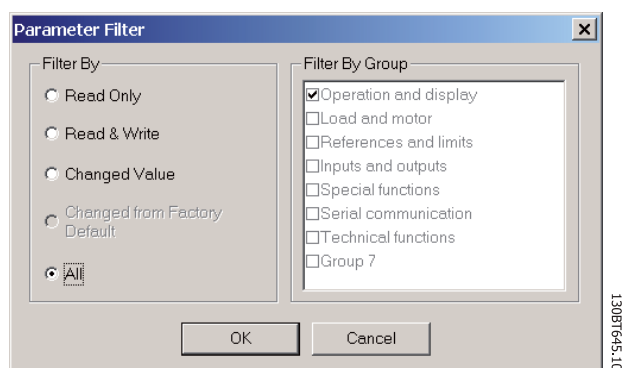 Parameter Filter
Filter By
Read Only
Read & Write
Changed Value
Changed from Factory
Default
All
Filter By Group
Operation and display
Load and motor
References and limits
Inputs and outputs
Special functions
Serial communication
Technical functions
Group 7
OK
Cancel
130BT645.10